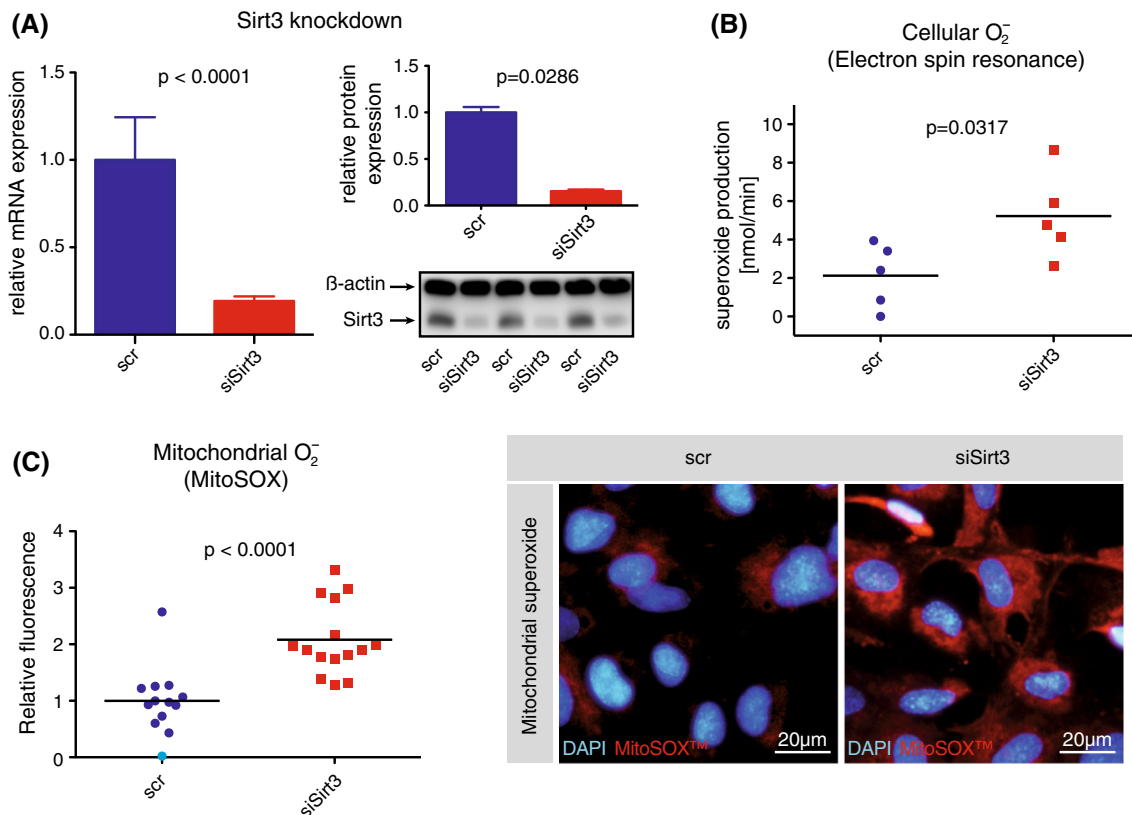 (A)
Sirt3 knockdown
relative mRNA expression
1.5
1.0
0.5
0.0
p < 0.0001
scr
siSirt3
relative protein
expression
1.5
1.0
0.5
0.0
p=0.0286
scr
siSirt3
ß-actin
Sirt3
scr
siSirt3
scr
siSirt3
scr
siSirt3
(B)
Cellular O₂⁻
(Electron spin resonance)
superoxide production
[nmol/min]
10
8
6
4
2
0
p=0.0317
scr
siSirt3
(C)
Mitochondrial O₂⁻
(MitoSOX)
Relative fluorescence
4
3
2
1
0
p < 0.0001
scr
siSirt3
scr
siSirt3
Mitochondrial superoxide
DAPI MitoSOX™
20µm
DAPI MitoSOX™
20µm